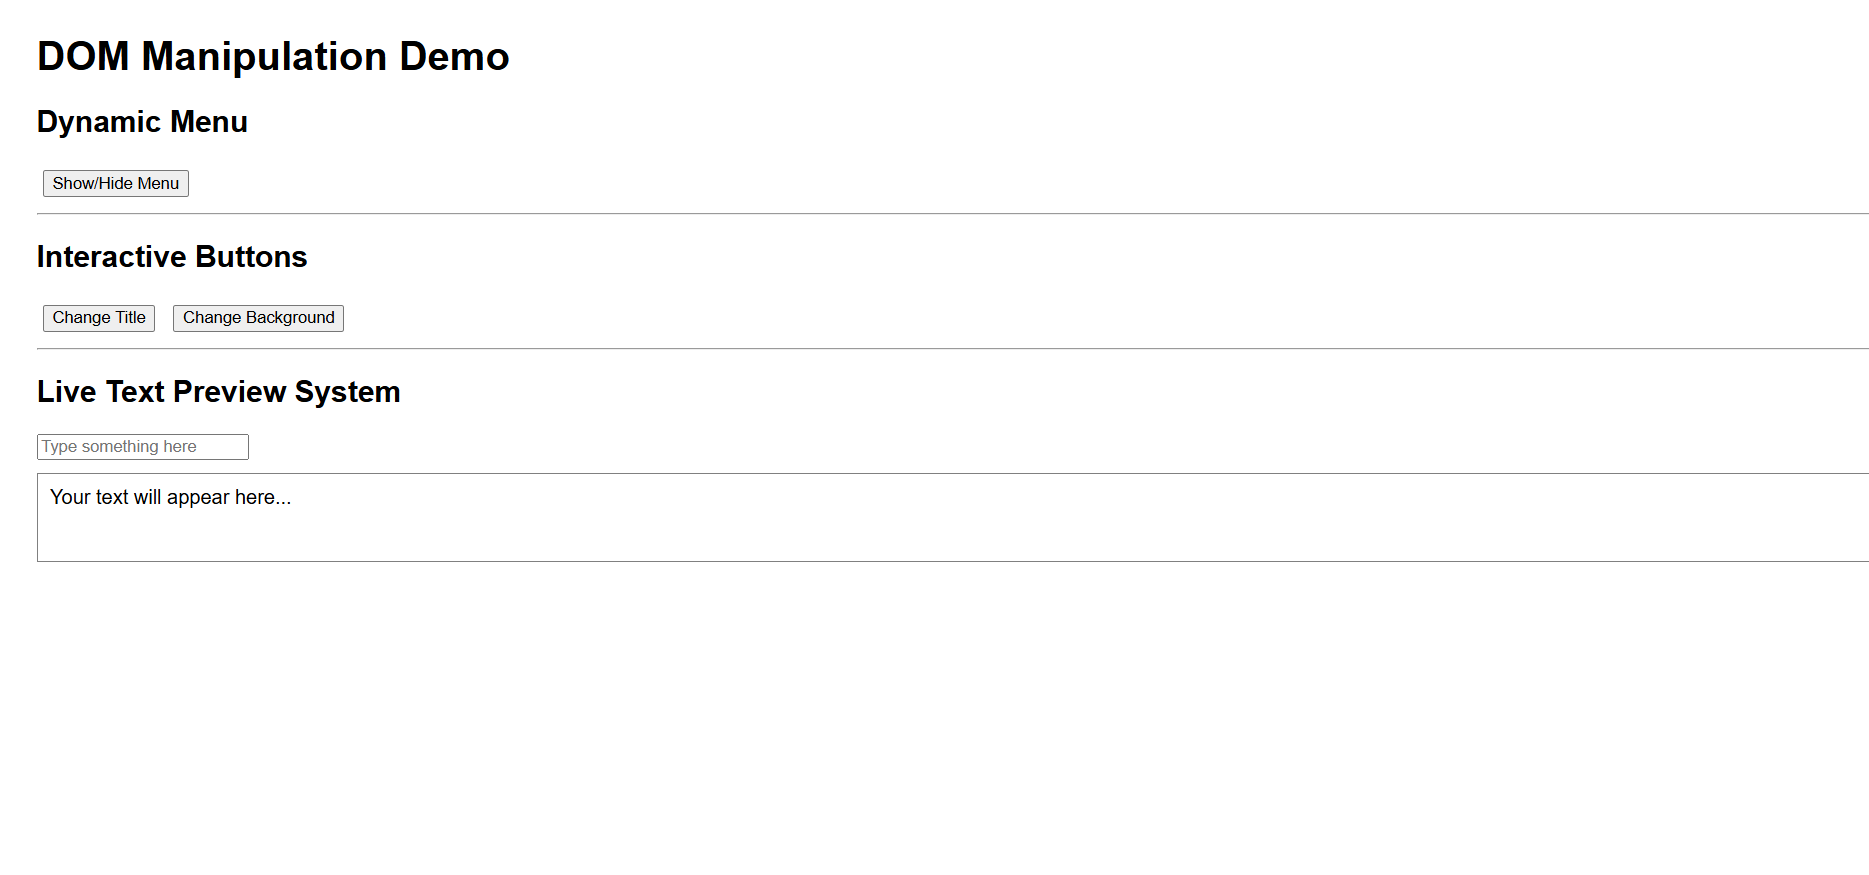 DOM Manipulation Demo
Dynamic Menu
Show/Hide Menu
Interactive Buttons
Change Title Change Background
Live Text Preview System
Type something here
Your text will appear here...